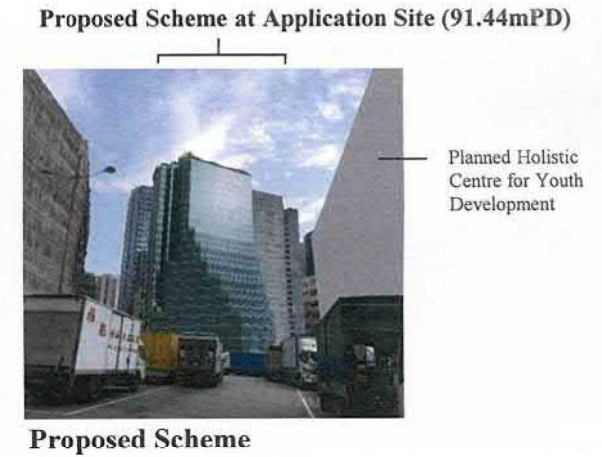 Proposed Scheme at Application Site (91.44mPD)
Planned Holistic
Centre for Youth
Development
Proposed Scheme